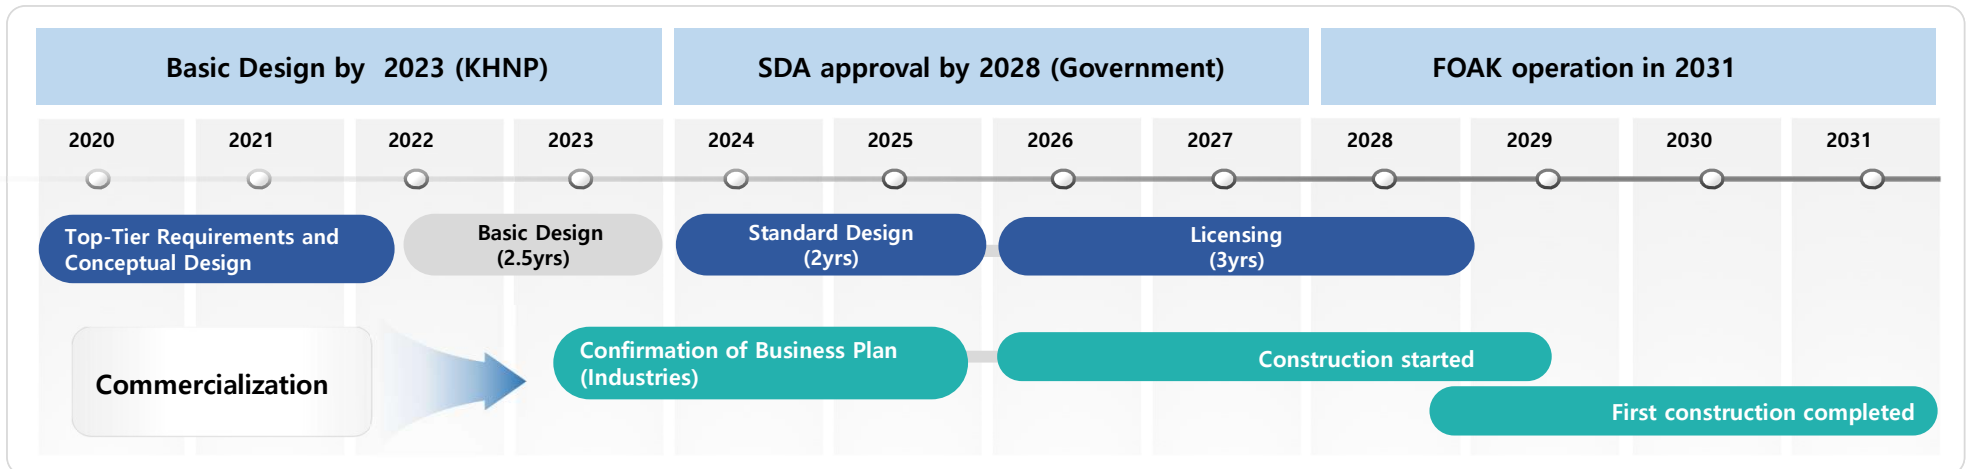 Basic Design by 2023 (KHNP)
SDA approval by 2028 (Government)
FOAK operation in 2031
2020
2021
2022
2023
2024
2025
2026
2027
2028
2029
2030
2031
Top-Tier Requirements and
Conceptual Design
Basic Design
(2.5yrs)
Standard Design
(2yrs)
Licensing
(3yrs)
Commercialization
Confirmation of Business Plan
(Industries)
Construction started
First construction completed